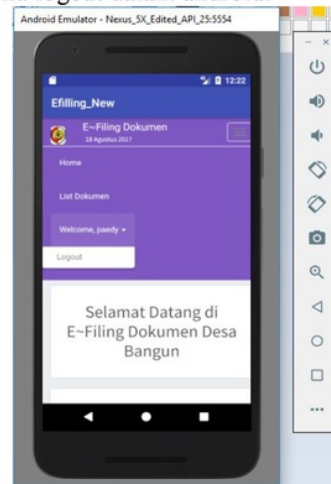 Android Emulator - Nexus_5X_Edited_API_25:5554
12:22
Efilling_New
E~Filing Dokumen
18 Agustus 2017
Home
List Dokumen
Welcome, paedy
Logout
Selamat Datang di
E~Filing Dokumen Desa
Bangun